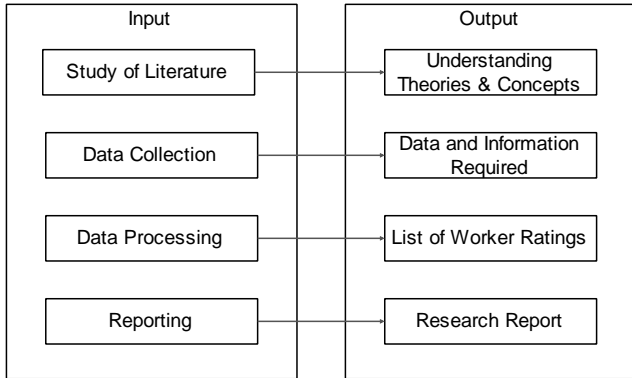 Input
Output
Study of Literature
Understanding
Theories & Concepts
Data Collection
Data and Information
Required
Data Processing
List of Worker Ratings
Reporting
Research Report